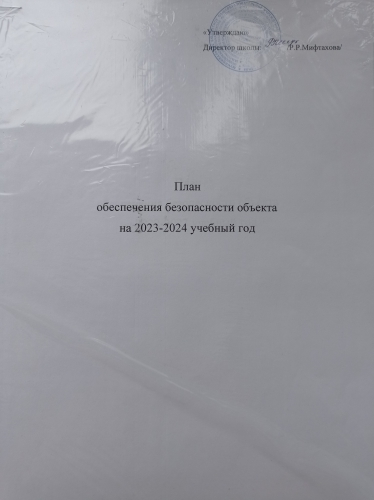 «Утверждаю»
Директор школы /Р.Р.Мифтахова/
План
обеспечения безопасности объекта
на 2023-2024 учебный год